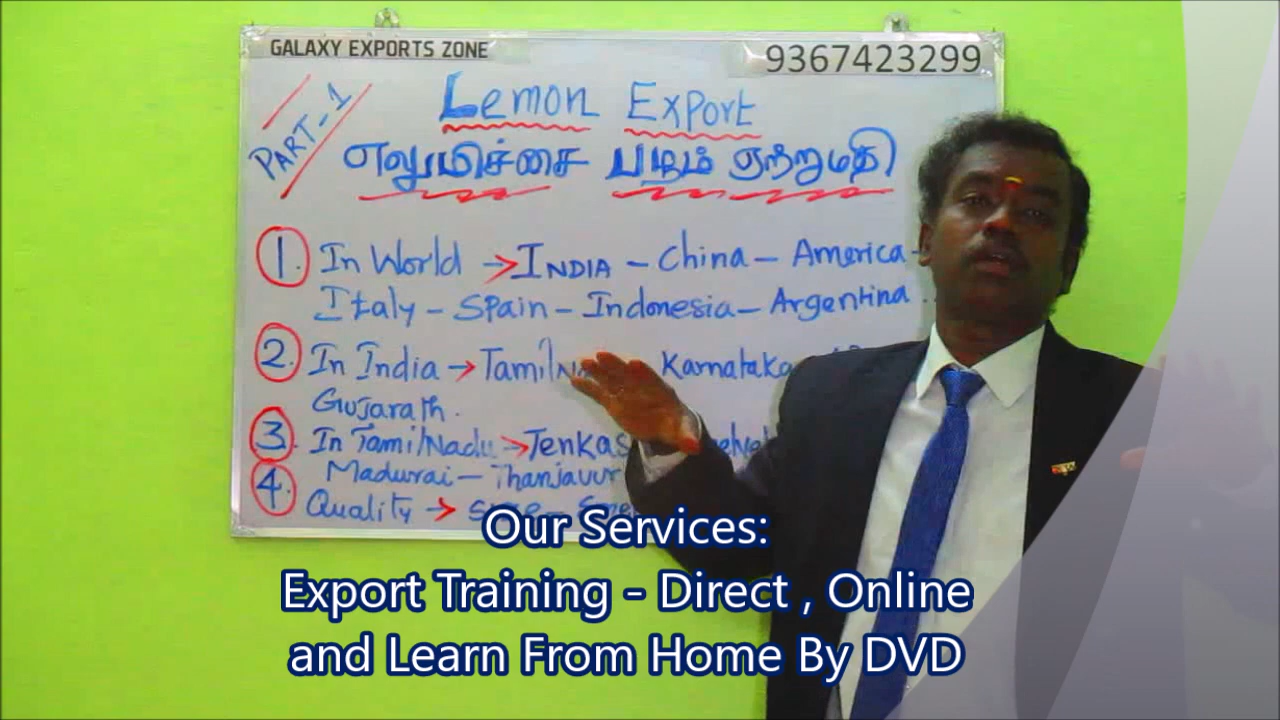 GALAXY EXPORTS ZONE
9367423299
PART-1
Lemon Export
எலுமிச்சை பழம் ஏற்றுமதி
1. In World → INDIA - China - America -
Italy - Spain - Indonesia - Argentina .
2. In India → Karnataka
Gujarath.
3. In TamilNadu →
Madurai - Thanjavur
4. Quality →
Our Services:
Export Training - Direct , Online
and Learn From Home By DVD